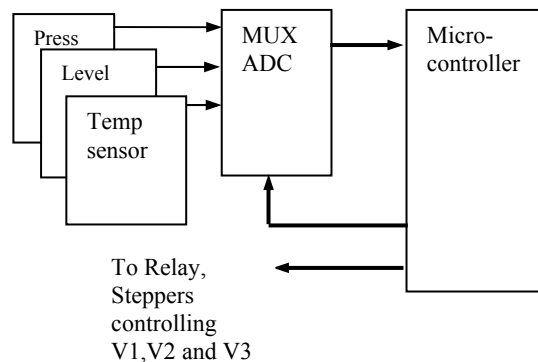 Press
Level
Temp
sensor
MUX
ADC
Micro-
controller
To Relay,
Steppers
controlling
V1,V2 and V3